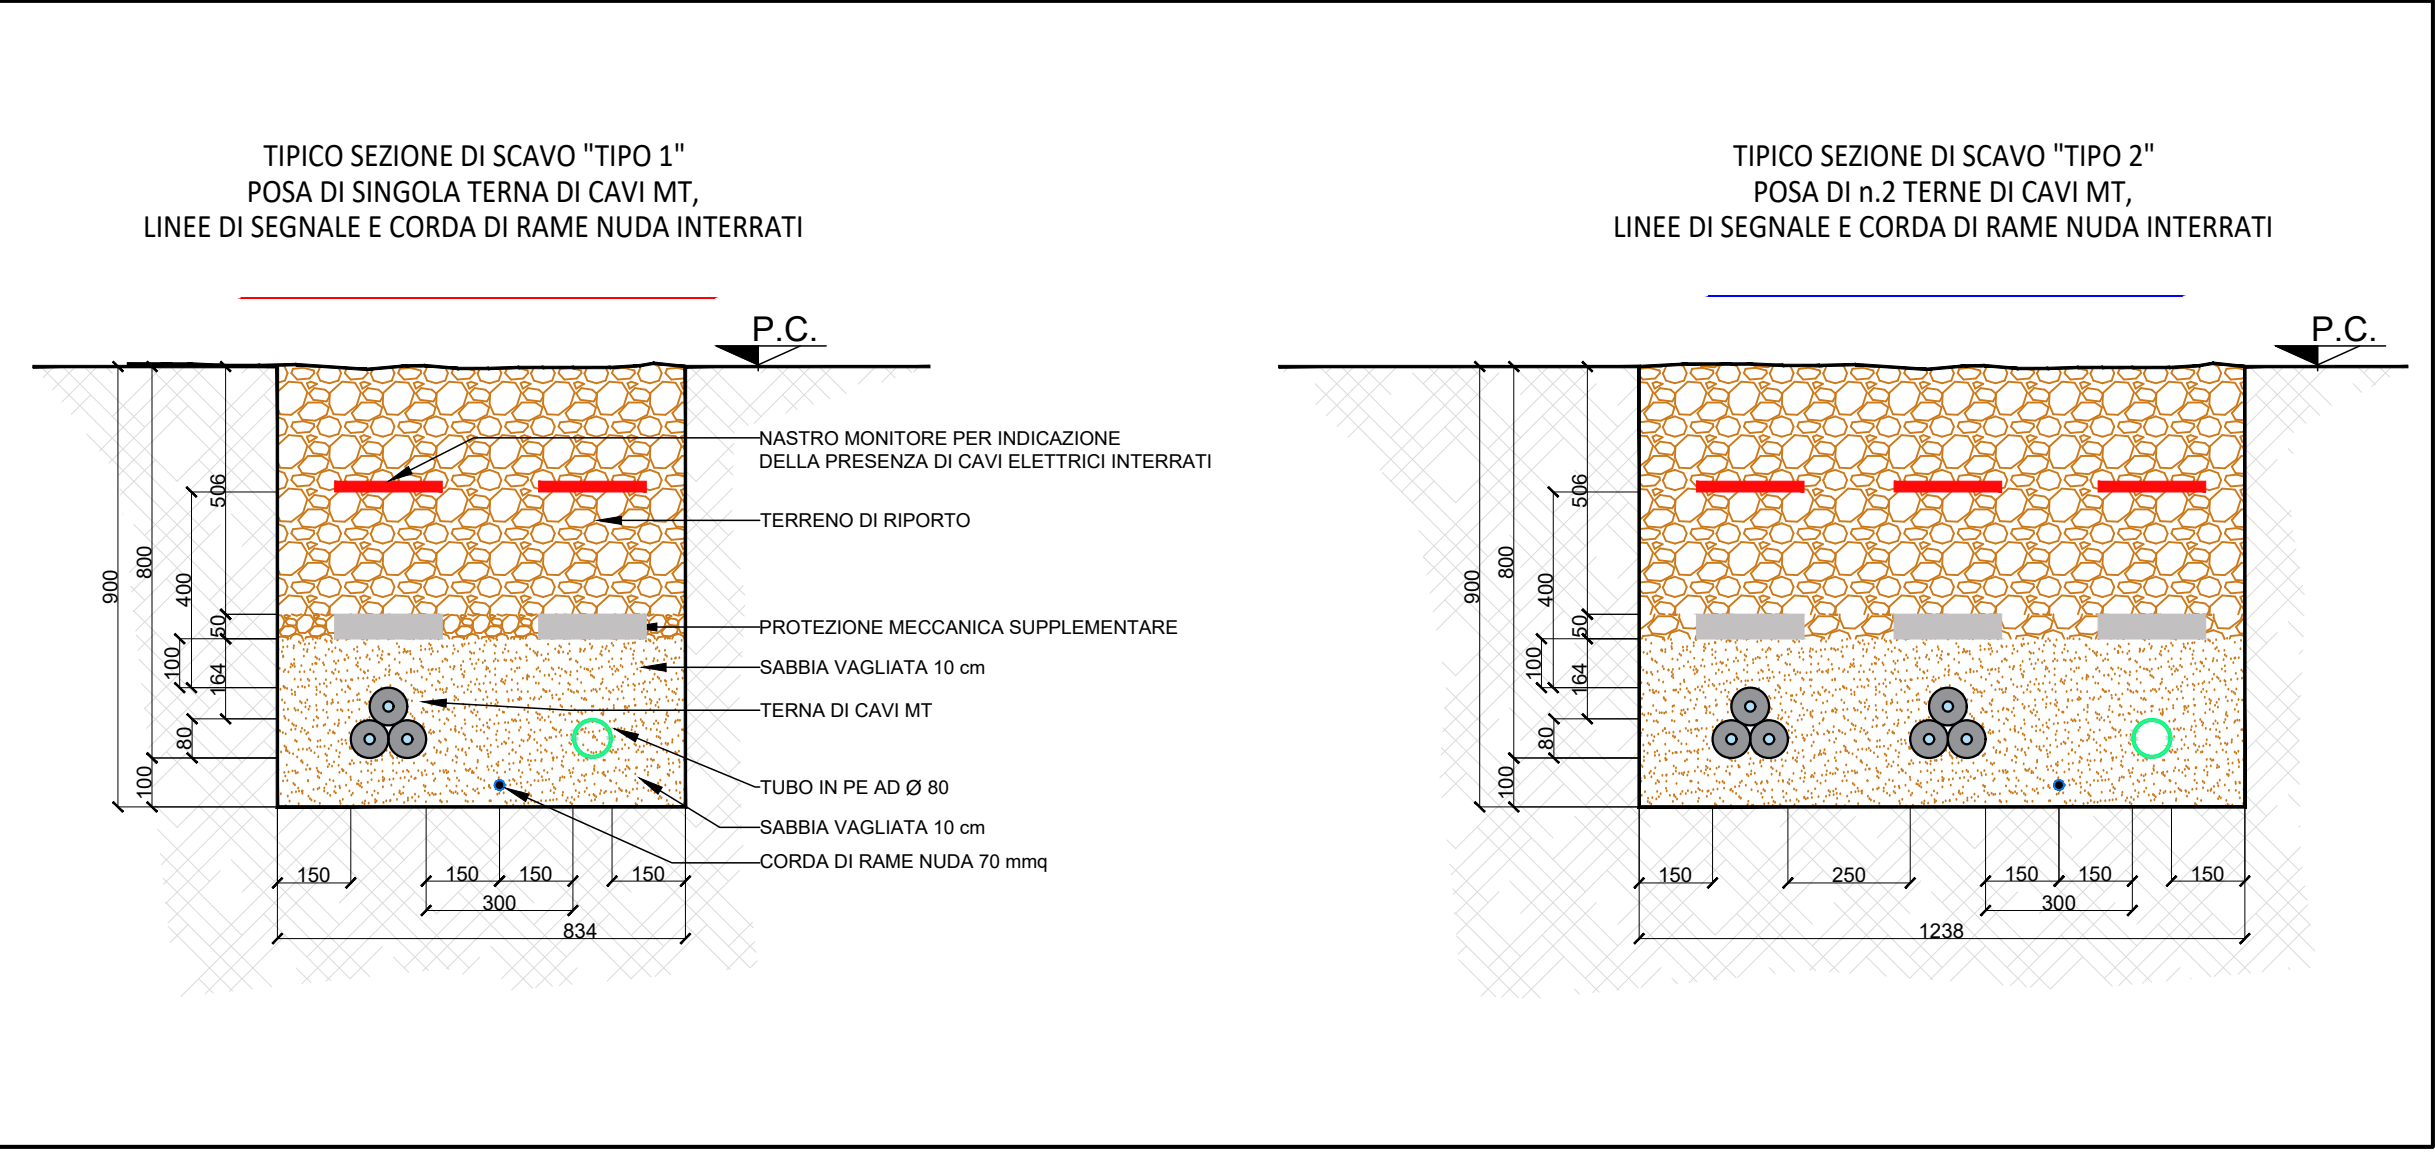 TIPICO SEZIONE DI SCAVO "TIPO 1"
POSA DI SINGOLA TERNA DI CAVI MT,
LINEE DI SEGNALE E CORDA DI RAME NUDA INTERRATI
P.C.
NASTRO MONITORE PER INDICAZIONE
DELLA PRESENZA DI CAVI ELETTRICI INTERRATI
TERRENO DI RIPORTO
PROTEZIONE MECCANICA SUPPLEMENTARE
SABBIA VAGLIATA 10 cm
TERNA DI CAVI MT
TUBO IN PE AD Ø 80
SABBIA VAGLIATA 10 cm
CORDA DI RAME NUDA 70 mmq
900
800
100
400
100
80
506
50
164
150
150
150
150
300
834
TIPICO SEZIONE DI SCAVO "TIPO 2"
POSA DI n.2 TERNE DI CAVI MT,
LINEE DI SEGNALE E CORDA DI RAME NUDA INTERRATI
P.C.
900
800
100
400
100
80
506
50
164
150
250
150
150
150
300
1238